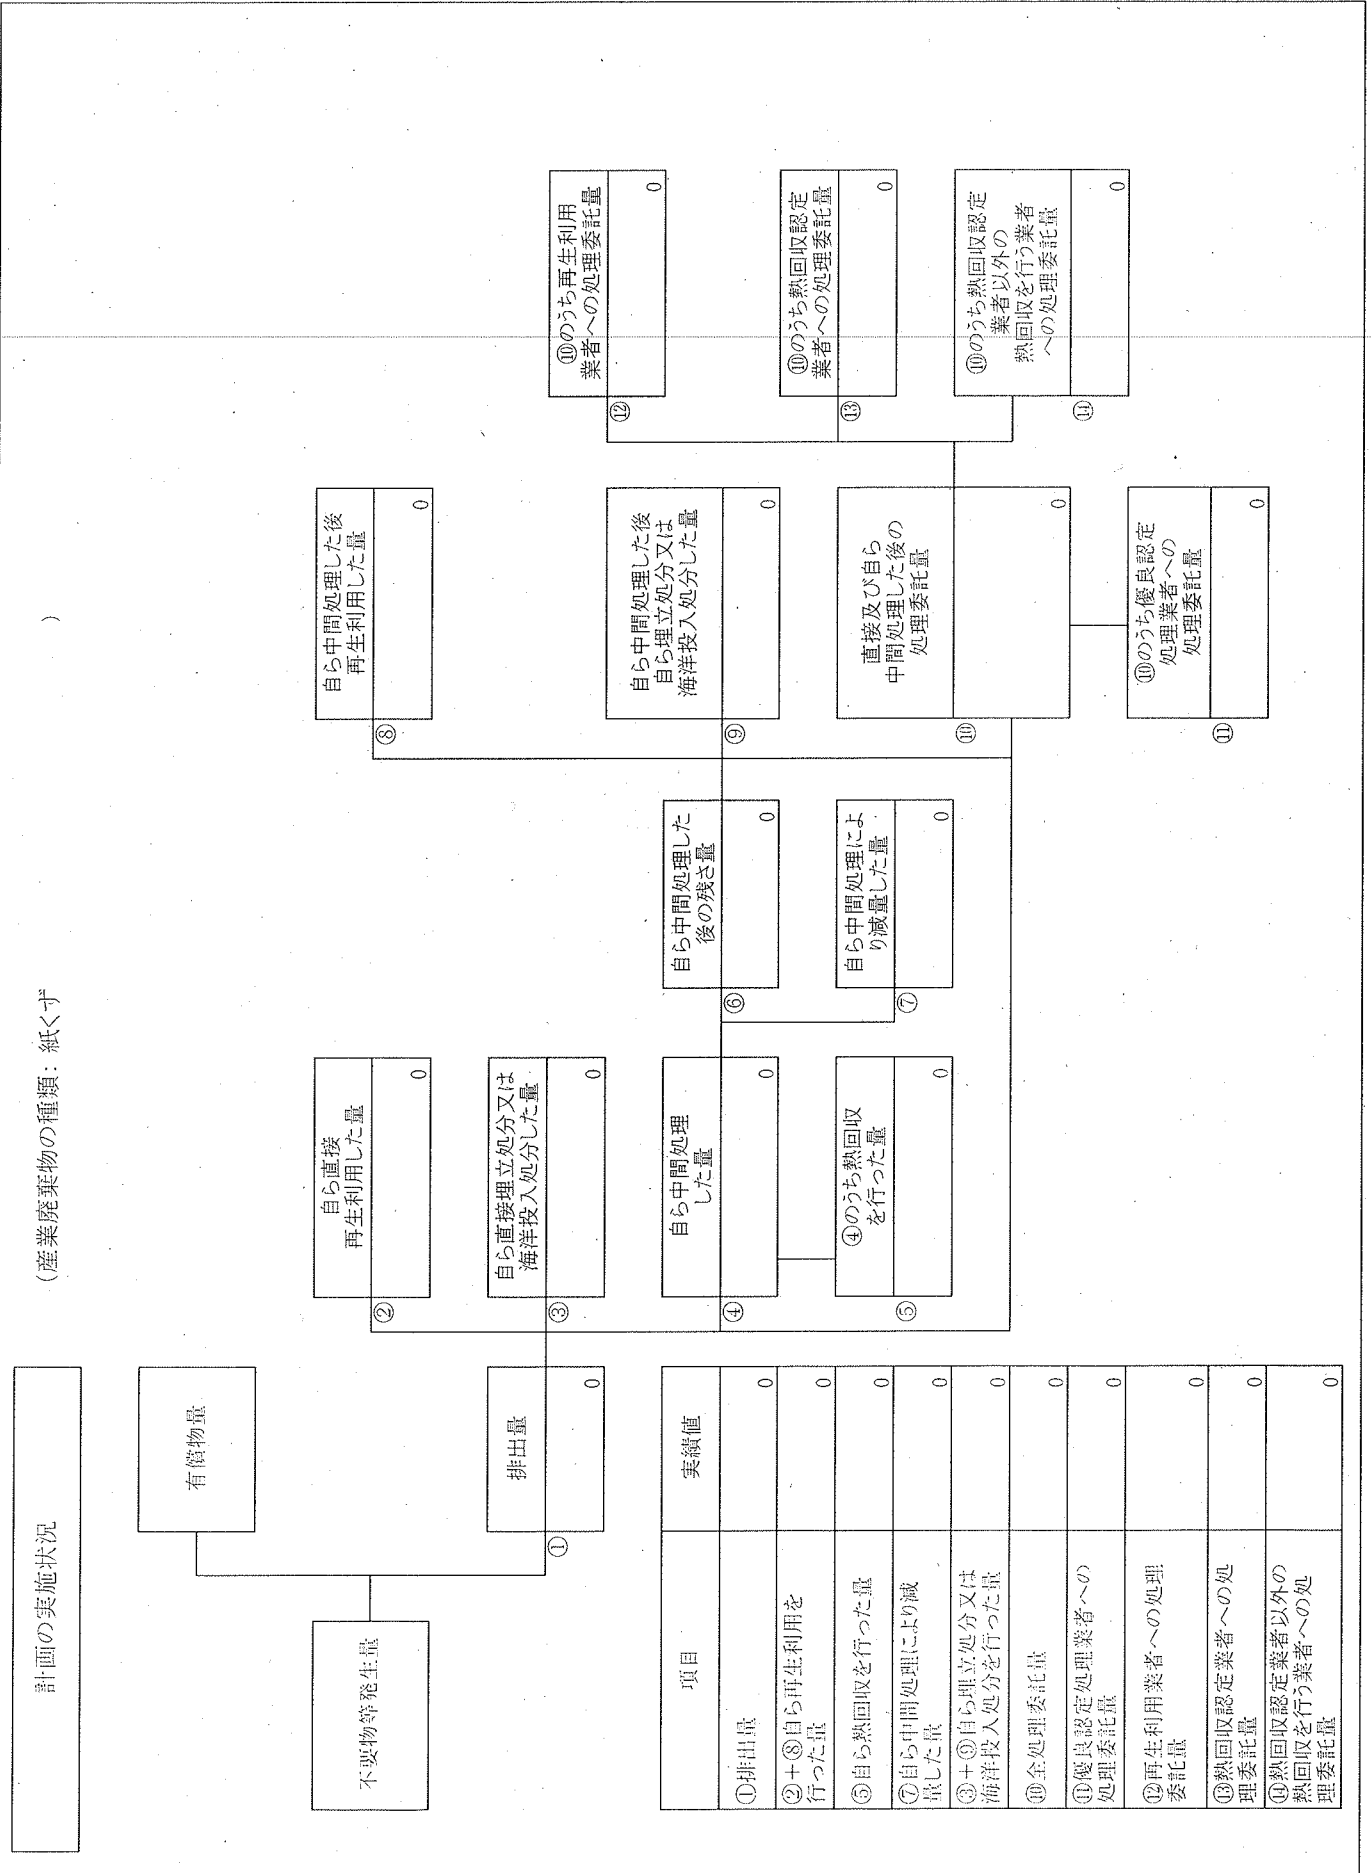 計画の実施状況
(産業廃棄物の種類：紙くず
)
不要物等発生量
有償物量
①
排出量
0
②
自ら直接
再生利用した量
0
③
自ら直接埋立処分又は
海洋投入処分した量
0
④
自ら中間処理
した量
0
⑤
④のうち熱回収
を行った量
0
⑥
自ら中間処理した
後の残さ量
0
⑦
自ら中間処理によ
り減量した量
0
⑧
自ら中間処理した後
再生利用した量
0
⑨
自ら中間処理した後
自ら埋立処分又は
海洋投入処分した量
0
⑩
直接及び自ら
中間処理した後の
処理委託量
0
⑪
⑩のうち優良認定
処理業者への
処理委託量
0
⑫
⑩のうち再生利用
業者への処理委託量
0
⑬
⑩のうち熱回収認定
業者への処理委託量
0
⑭
⑩のうち熱回収認定
業者以外の
熱回収を行う業者
への処理委託量
0
項目
実績値
①排出量
0
②+⑧自ら再生利用を
行った量
0
⑤自ら熱回収を行った量
0
⑦自ら中間処理により減
量した量
0
③+⑨自ら埋立処分又は
海洋投入処分を行った量
0
⑩全処理委託量
0
⑪優良認定処理業者への
処理委託量
0
⑫再生利用業者への処理
委託量
0
⑬熱回収認定業者への処
理委託量
0
⑭熱回収認定業者以外の
熱回収を行う業者への処
理委託量
0